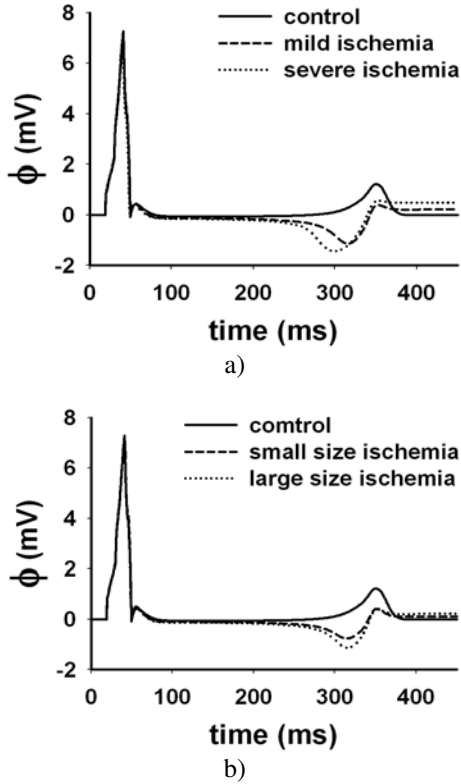 control
mild ischemia
severe ischemia
8
6
4
2
0
-2
ϕ (mV)
0 100 200 300 400
time (ms)
a)
comtrol
small size ischemia
large size ischemia
8
6
4
2
0
-2
ϕ (mV)
0 100 200 300 400
time (ms)
b)